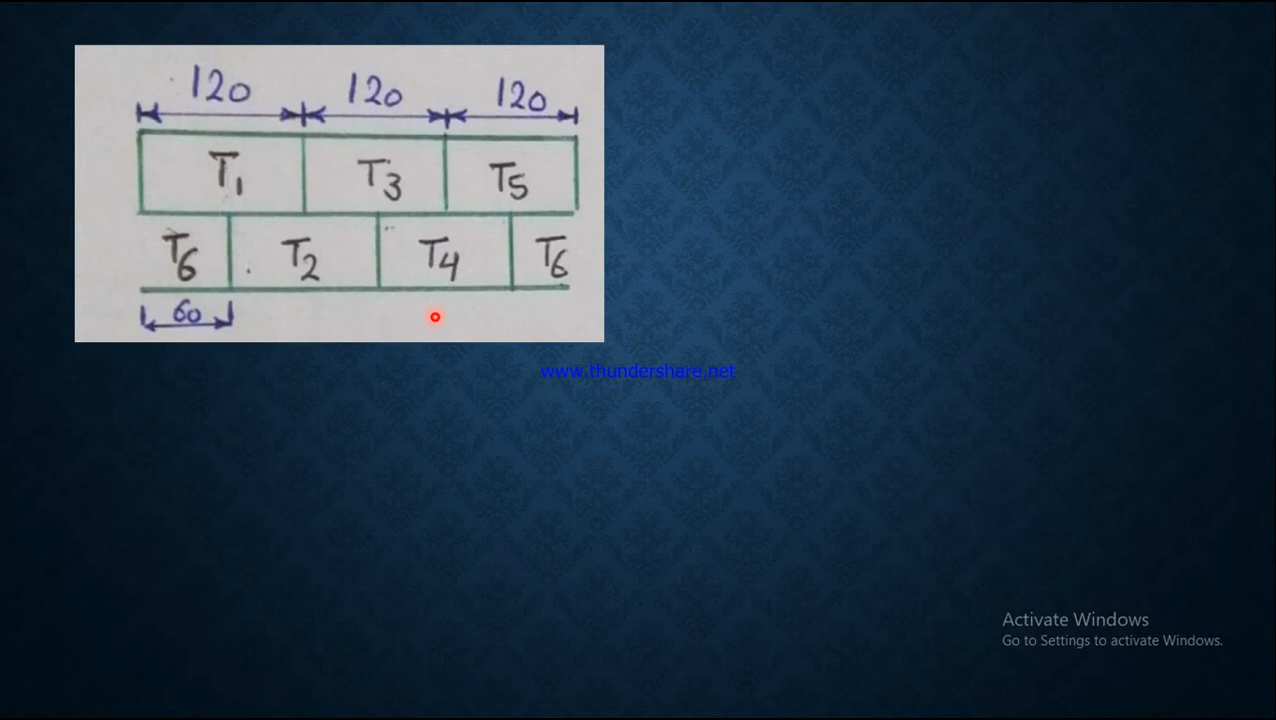 120 120 120
T1 T3 T5
T6 T2 T4 T6
60
www.thundershare.net
Activate Windows
Go to Settings to activate Windows.